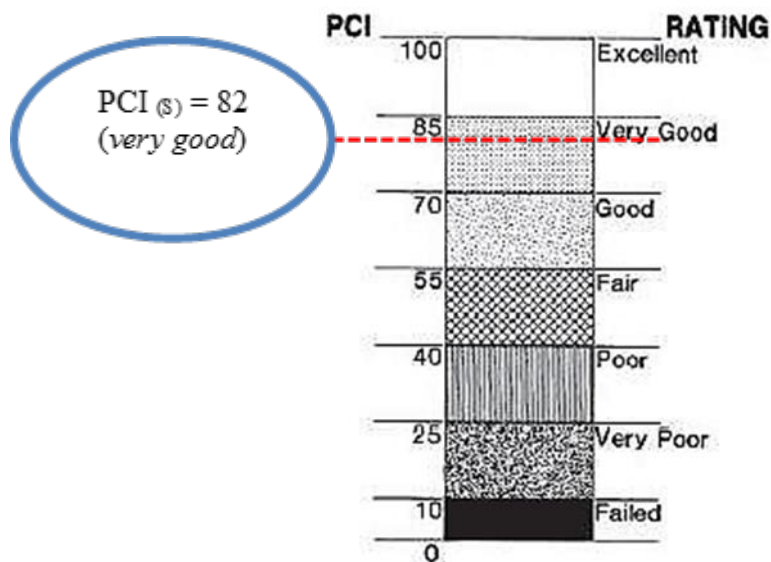 PCI RATING
100 Excellent
PCI (S) = 82
(very good)
85 Very Good
70 Good
55 Fair
40 Poor
25 Very Poor
10 Failed
0